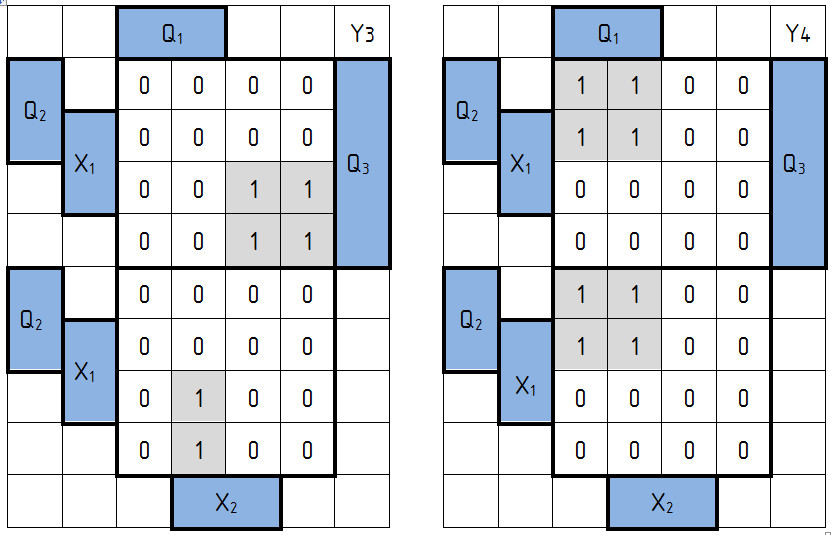 Q₁ Y3
Q₂ 0 0 0 0
X₁ 0 0 0 0
Q₃
0 0 1 1
0 0 1 1
Q₂ 0 0 0 0
X₁ 0 0 0 0
0 1 0 0
0 1 0 0
X₂
Q₁ Y4
Q₂ 1 1 0 0
X₁ 1 1 0 0
Q₃
0 0 0 0
0 0 0 0
Q₂ 1 1 0 0
X₁ 1 1 0 0
0 0 0 0
0 0 0 0
X₂